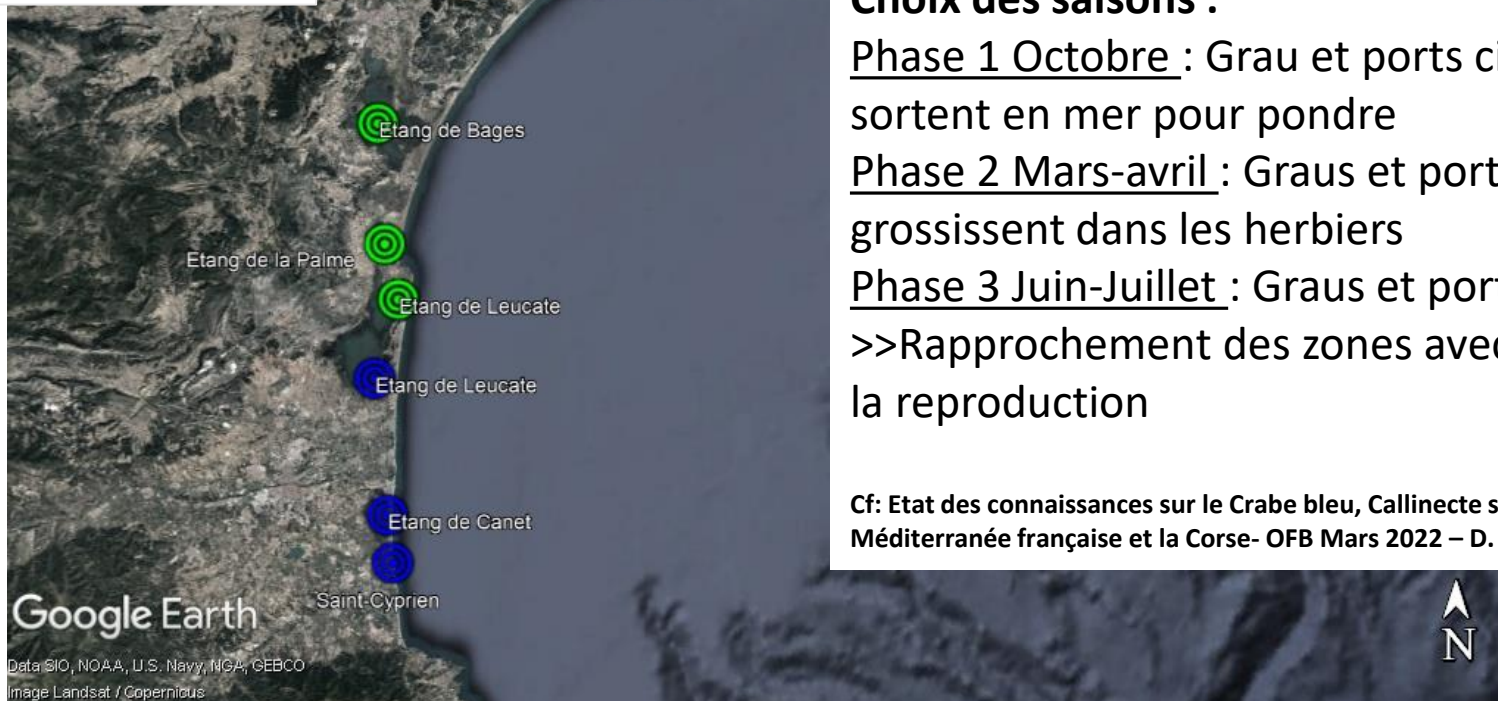 Choix des saisons :
Phase 1 Octobre : Grau et ports ci
sortent en mer pour pondre
Phase 2 Mars-avril : Graus et port
grossissent dans les herbiers
Phase 3 Juin-Juillet : Graus et port
>>Rapprochement des zones avec
la reproduction
Cf: Etat des connaissances sur le Crabe bleu, Callinecte s
Méditerranée française et la Corse- OFB Mars 2022 – D.
Etang de Bages
Etang de la Palme
Etang de Leucate
Etang de Leucate
Etang de Canet
Saint-Cyprien
Google Earth
Data SIO, NOAA, U.S. Navy, NGA, GEBCO
Image Landsat / Copernicus
N